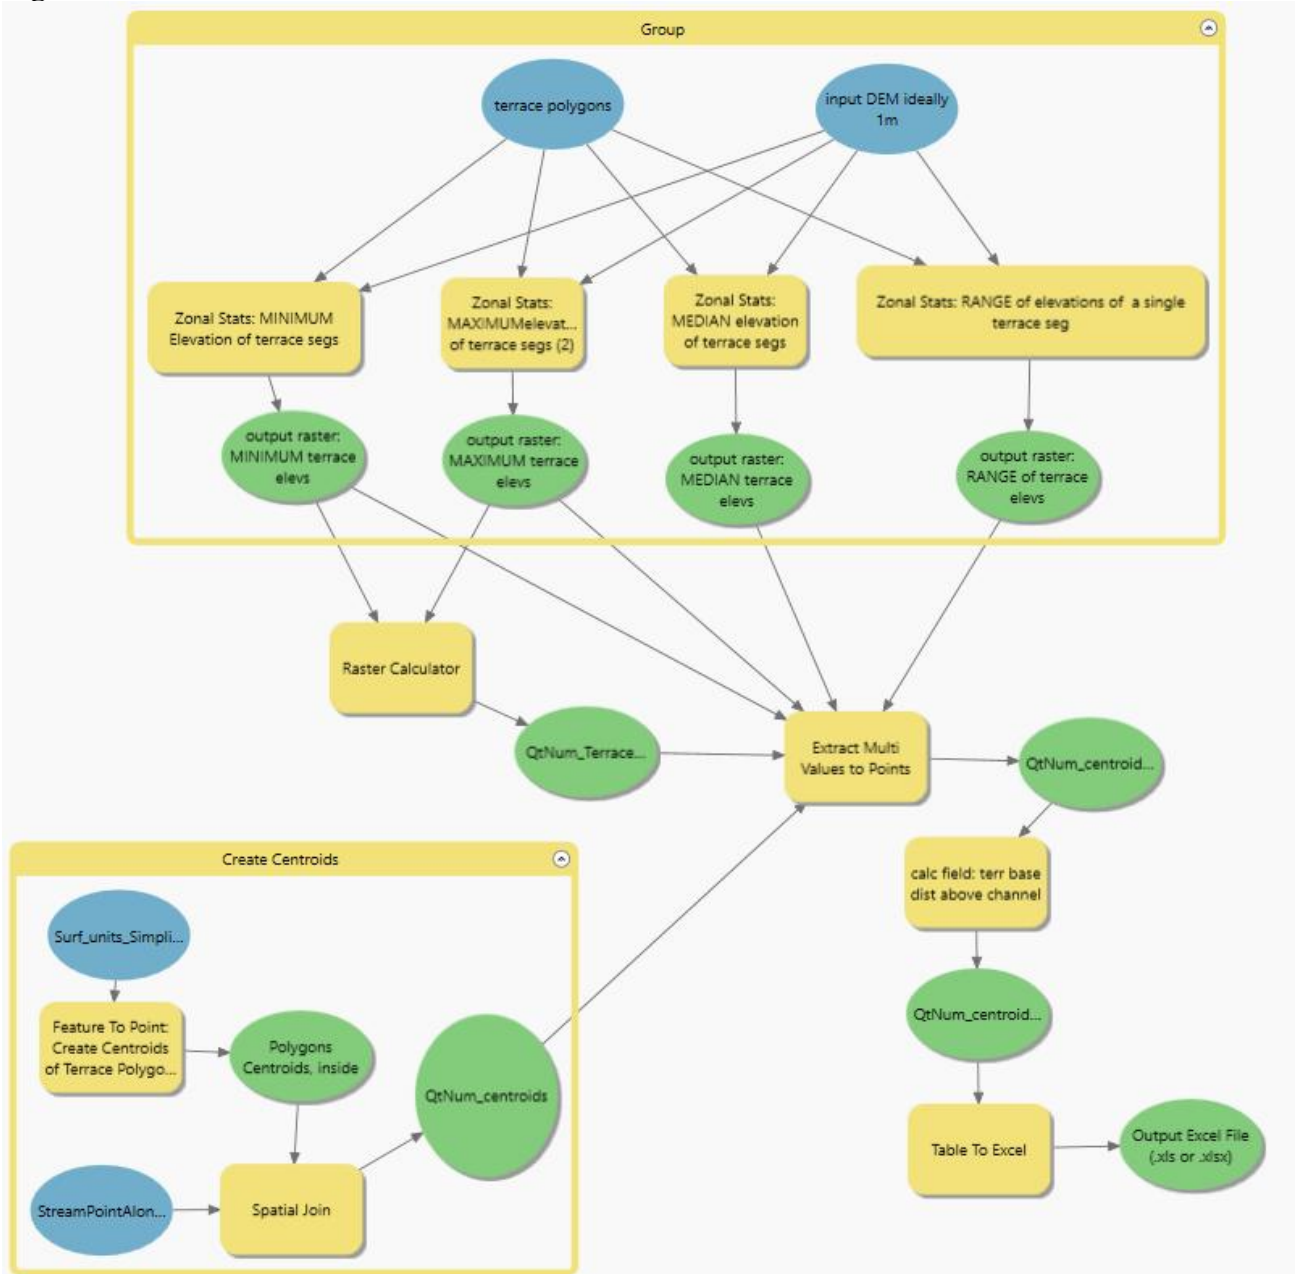 Group
terrace polygons
input DEM ideally
1m
Zonal Stats: MINIMUM
Elevation of terrace segs
Zonal Stats:
MAXIMUMelevat...
of terrace segs (2)
Zonal Stats:
MEDIAN elevation
of terrace segs
Zonal Stats: RANGE of elevations of a single
terrace seg
output raster:
MINIMUM terrace
elevs
output raster:
MAXIMUM terrace
elevs
output raster:
MEDIAN terrace
elevs
output raster:
RANGE of terrace
elevs
Raster Calculator
QtNum_Terrace...
Extract Multi
Values to Points
QtNum_centroid...
calc field: terr base
dist above channel
QtNum_centroid...
Table To Excel
Output Excel File
(.xls or .xlsx)
Create Centroids
Surf_units_Simpli...
Feature To Point:
Create Centroids
of Terrace Polygo...
Polygons
Centroids, inside
QtNum_centroids
StreamPointAlon...
Spatial Join